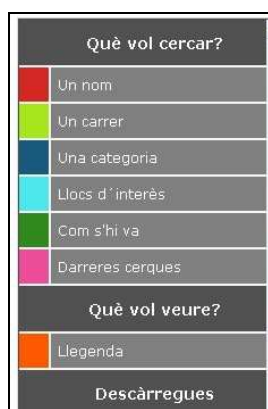 Què vol cercar?
Un nom
Un carrer
Una categoria
Llocs d´interès
Com s'hi va
Darreres cerques
Què vol veure?
Llegenda
Descàrregues